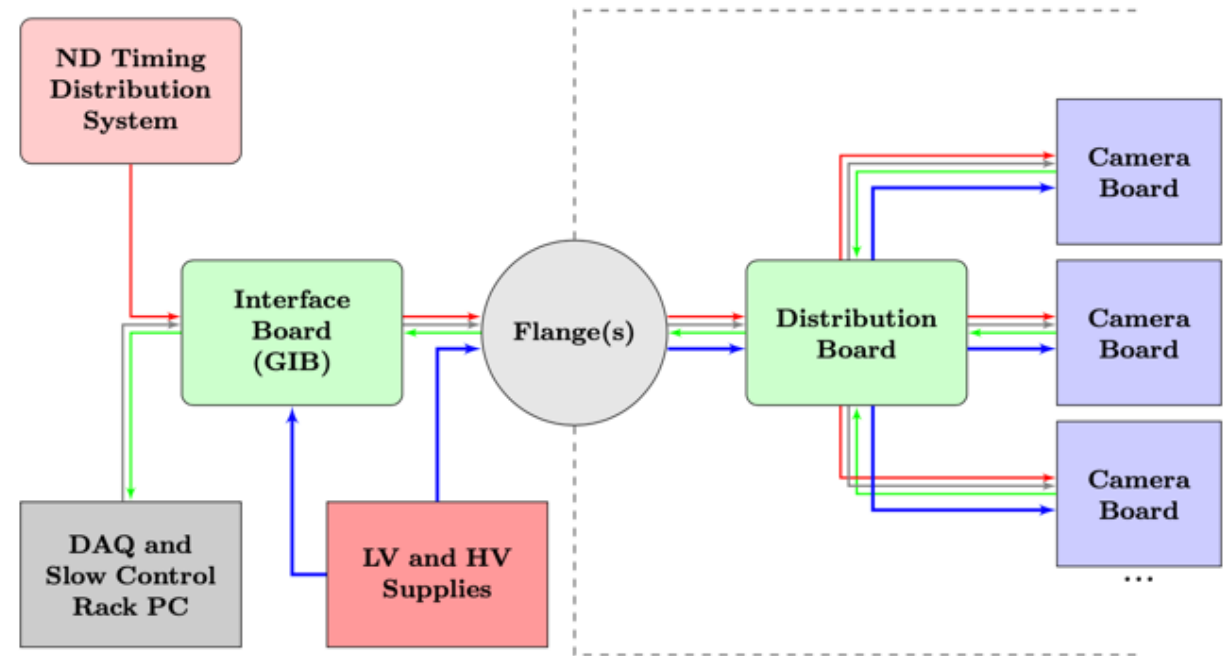 ND Timing
Distribution
System
Interface
Board
(GIB)
Flange(s)
Distribution
Board
Camera
Board
Camera
Board
Camera
Board
...
DAQ and
Slow Control
Rack PC
LV and HV
Supplies